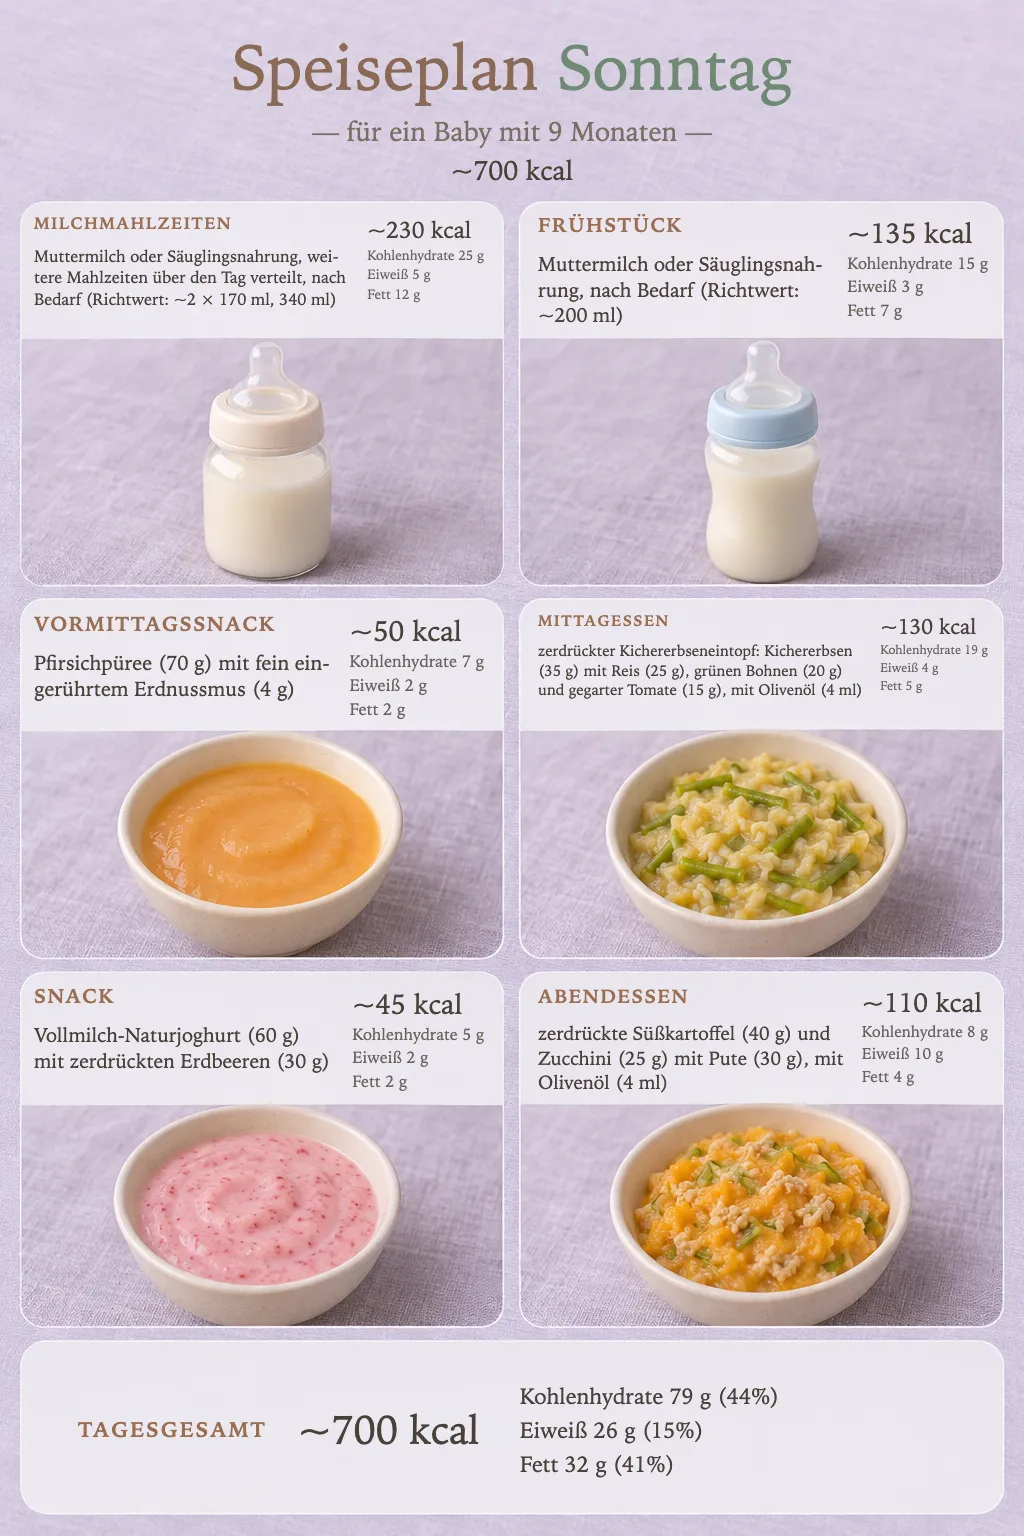 Speiseplan Sonntag
— für ein Baby mit 9 Monaten —
~700 kcal
MILCHMAHLZEITEN
Muttermilch oder Säuglingsnahrung, wei-
tere Mahlzeiten über den Tag verteilt, nach
Bedarf (Richtwert: ~2 × 170 ml, 340 ml)
~230 kcal
Kohlenhydrate 25 g
Eiweiß 5 g
Fett 12 g
FRÜHSTÜCK
Muttermilch oder Säuglingsnah-
rung, nach Bedarf (Richtwert:
~200 ml)
~135 kcal
Kohlenhydrate 15 g
Eiweiß 3 g
Fett 7 g
VORMITTAGSSNACK
Pfirsichpüree (70 g) mit fein ein-
gerührtem Erdnussmus (4 g)
~50 kcal
Kohlenhydrate 7 g
Eiweiß 2 g
Fett 2 g
MITTAGESSEN
zerdrückter Kichererbseneintopf: Kichererbsen
(35 g) mit Reis (25 g), grünen Bohnen (20 g)
und gegarter Tomate (15 g), mit Olivenöl (4 ml)
~130 kcal
Kohlenhydrate 19 g
Eiweiß 4 g
Fett 5 g
SNACK
Vollmilch-Naturjoghurt (60 g)
mit zerdrückten Erdbeeren (30 g)
~45 kcal
Kohlenhydrate 5 g
Eiweiß 2 g
Fett 2 g
ABENDESSEN
zerdrückte Süßkartoffel (40 g) und
Zucchini (25 g) mit Pute (30 g), mit
Olivenöl (4 ml)
~110 kcal
Kohlenhydrate 8 g
Eiweiß 10 g
Fett 4 g
TAGESGESAMT
~700 kcal
Kohlenhydrate 79 g (44%)
Eiweiß 26 g (15%)
Fett 32 g (41%)